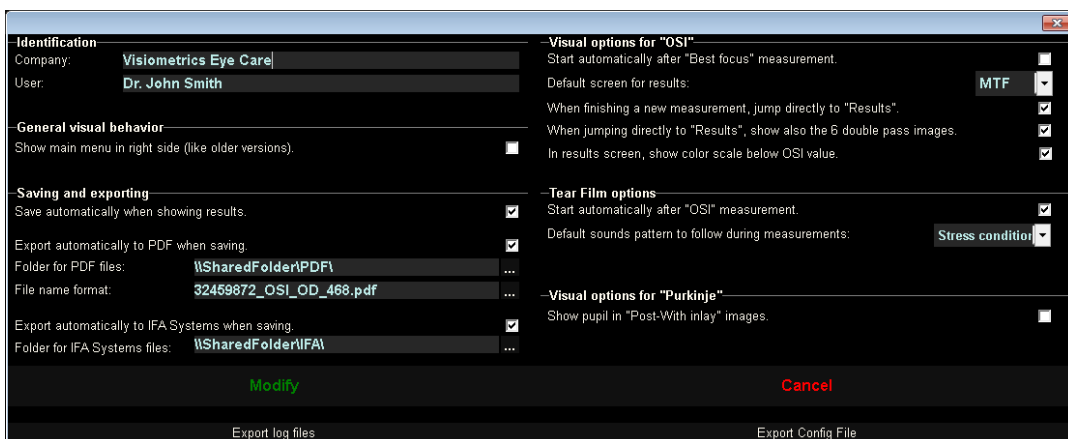 Identification
Company: Visiometrics Eye Care
User: Dr. John Smith
General visual behavior
Show main menu in right side (like older versions).
Saving and exporting
Save automatically when showing results.
Export automatically to PDF when saving.
Folder for PDF files: \\SharedFolder\PDF\ ...
File name format: 32459872_OSI_OD_468.pdf ...
Export automatically to IFA Systems when saving.
Folder for IFA Systems files: \\SharedFolder\IFA\ ...
Visual options for "OSI"
Start automatically after "Best focus" measurement.
Default screen for results: MTF
When finishing a new measurement, jump directly to "Results".
When jumping directly to "Results", show also the 6 double pass images.
In results screen, show color scale below OSI value.
Tear Film options
Start automatically after "OSI" measurement.
Default sounds pattern to follow during measurements: Stress condition
Visual options for "Purkinje"
Show pupil in "Post-With inlay" images.
Modify
Cancel
Export log files
Export Config File